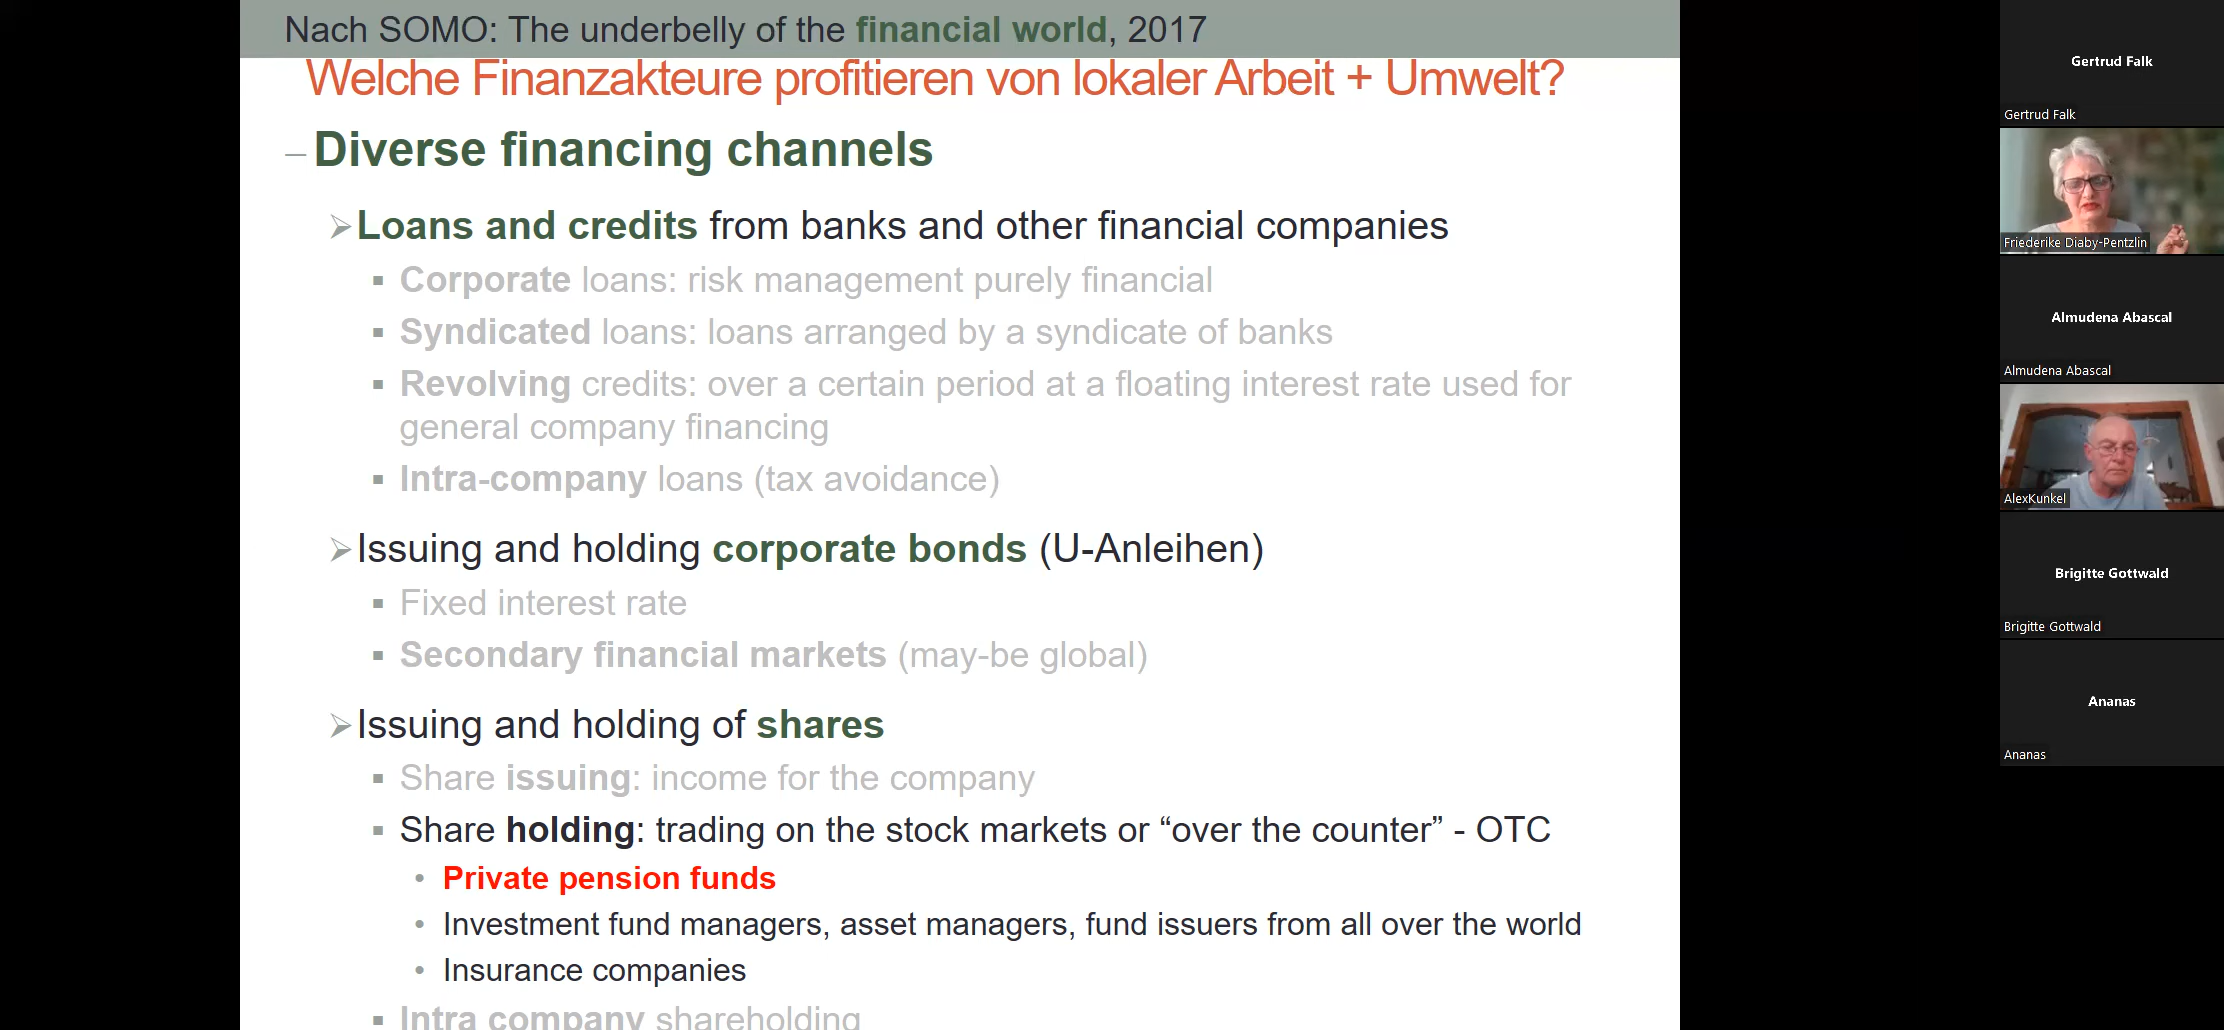 Nach SOMO: The underbelly of the financial world, 2017
Welche Finanzakteure profitieren von lokaler Arbeit + Umwelt?
– Diverse financing channels
➢ Loans and credits from banks and other financial companies
▪ Corporate loans: risk management purely financial
▪ Syndicated loans: loans arranged by a syndicate of banks
▪ Revolving credits: over a certain period at a floating interest rate used for
general company financing
▪ Intra-company loans (tax avoidance)
➢ Issuing and holding corporate bonds (U-Anleihen)
▪ Fixed interest rate
▪ Secondary financial markets (may-be global)
➢ Issuing and holding of shares
▪ Share issuing: income for the company
▪ Share holding: trading on the stock markets or “over the counter” - OTC
• Private pension funds
• Investment fund managers, asset managers, fund issuers from all over the world
• Insurance companies
▪ Intra company shareholding
Gertrud Falk
Gertrud Falk
Friederike Diaby-Pentzlin
Almudena Abascal
Almudena Abascal
AlexKunkel
Brigitte Gottwald
Brigitte Gottwald
Ananas
Ananas